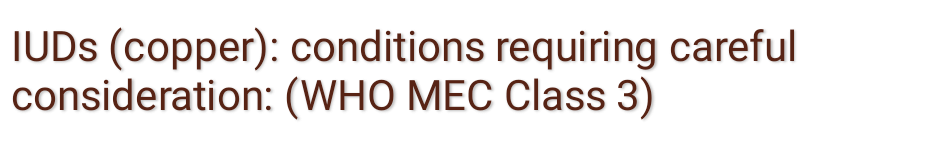 IUDs (copper): conditions requiring careful
consideration: (WHO MEC Class 3)